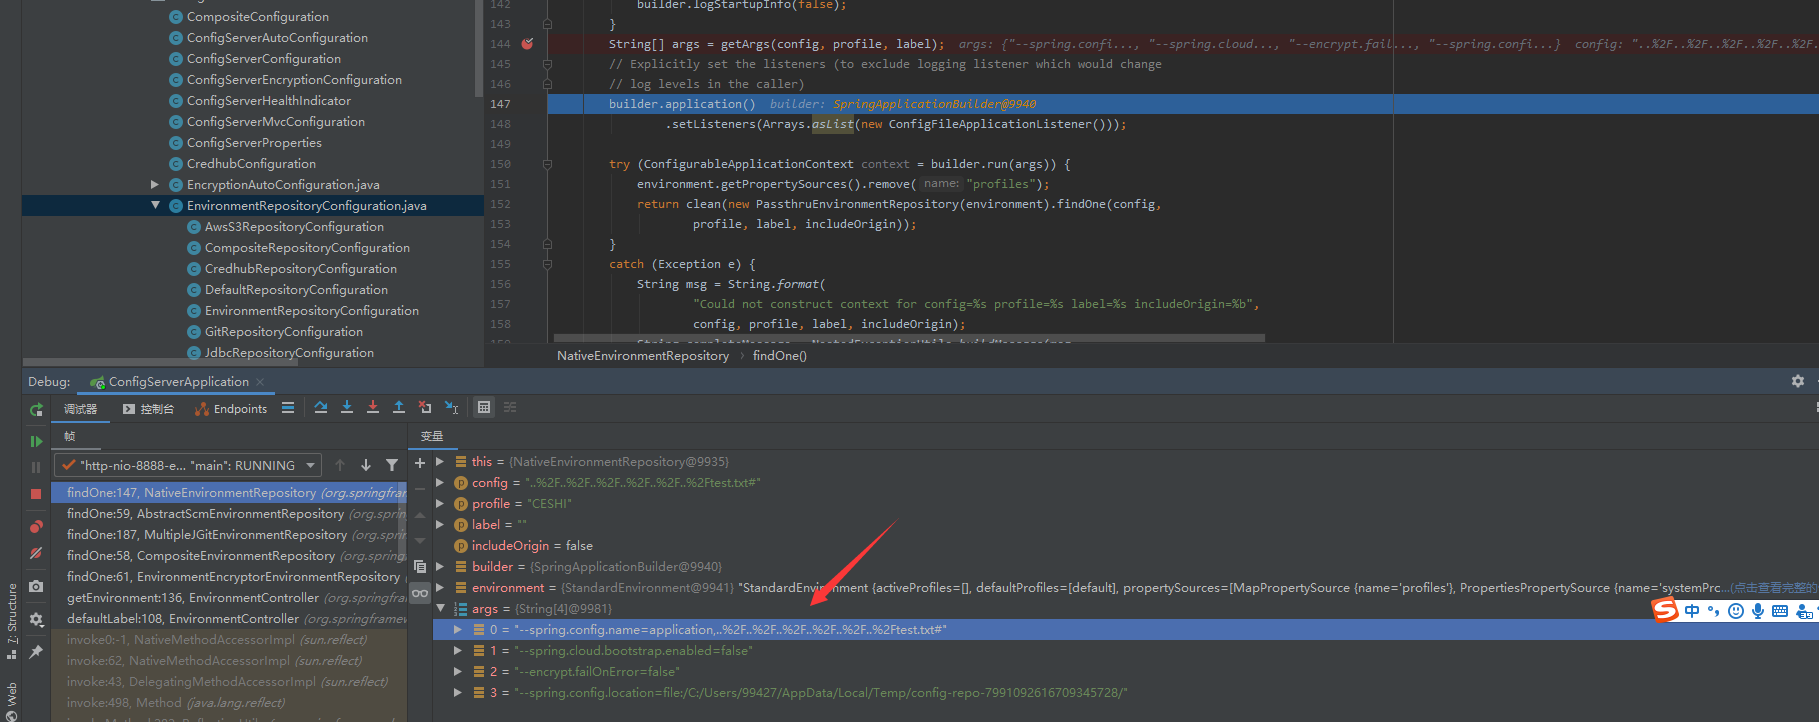 CompositeConfiguration
ConfigServerAutoConfiguration
ConfigServerConfiguration
ConfigServerEncryptionConfiguration
ConfigServerHealthIndicator
ConfigServerMvcConfiguration
ConfigServerProperties
CredhubConfiguration
EncryptionAutoConfiguration.java
EnvironmentRepositoryConfiguration.java
AwsS3RepositoryConfiguration
CompositeRepositoryConfiguration
CredhubRepositoryConfiguration
DefaultRepositoryConfiguration
EnvironmentRepositoryConfiguration
GitRepositoryConfiguration
JdbcRepositoryConfiguration
142 builder.logStartupInfo(false);
143 }
144 String[] args = getArgs(config, profile, label); args: {"--spring.confi..., "--spring.cloud..., "--encrypt.fail..., "--spring.confi...} config: "..%2F..%2F..%2F..%2F..%2F.
145 // Explicitly set the listeners (to exclude logging listener which would change
146 // log levels in the caller)
147 builder.application() builder: SpringApplicationBuilder@9940
148 .setListeners(Arrays.asList(new ConfigFileApplicationListener()));
149
150 try (ConfigurableApplicationContext context = builder.run(args)) {
151 environment.getPropertySources().remove( name: "profiles");
152 return clean(new PassthruEnvironmentRepository(environment).findOne(config,
153 profile, label, includeOrigin));
154 }
155 catch (Exception e) {
156 String msg = String.format(
157 "Could not construct context for config=%s profile=%s label=%s includeOrigin=%b",
158 config, profile, label, includeOrigin);
NativeEnvironmentRepository › findOne()
Debug: ConfigServerApplication ×
调试器 控制台 Endpoints
帧
"http-nio-8888-e... "main": RUNNING
findOne:147, NativeEnvironmentRepository (org.springfram
findOne:59, AbstractScmEnvironmentRepository (org.sprin
findOne:187, MultipleJGitEnvironmentRepository (org.spri
findOne:58, CompositeEnvironmentRepository (org.springf
findOne:61, EnvironmentEncryptorEnvironmentRepository
getEnvironment:136, EnvironmentController (org.springfra
defaultLabel:108, EnvironmentController (org.springframew
invoke0:-1, NativeMethodAccessorImpl (sun.reflect)
invoke:62, NativeMethodAccessorImpl (sun.reflect)
invoke:43, DelegatingMethodAccessorImpl (sun.reflect)
invoke:498, Method (java.lang.reflect)
变量
this = {NativeEnvironmentRepository@9935}
config = "..%2F..%2F..%2F..%2F..%2F..%2Ftest.txt#"
profile = "CESHI"
label = ""
includeOrigin = false
builder = {SpringApplicationBuilder@9940}
environment = {StandardEnvironment@9941} "StandardEnvironment {activeProfiles=[], defaultProfiles=[default], propertySources=[MapPropertySource {name='profiles'}, PropertiesPropertySource {name='systemPrc...(点击查看完整的
args = {String[4]@9981}
0 = "--spring.config.name=application,..%2F..%2F..%2F..%2F..%2F..%2Ftest.txt#"
1 = "--spring.cloud.bootstrap.enabled=false"
2 = "--encrypt.failOnError=false"
3 = "--spring.config.location=file:/C:/Users/99427/AppData/Local/Temp/config-repo-7991092616709345728/"
7: Structure
Web
S 中